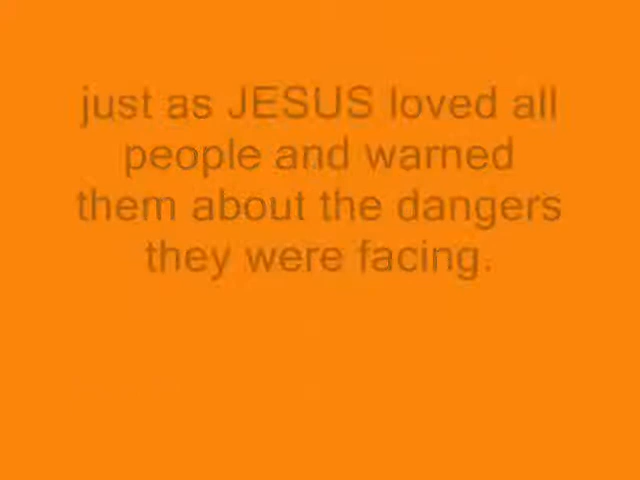 just as JESUS loved all
people and warned
them about the dangers
they were facing.